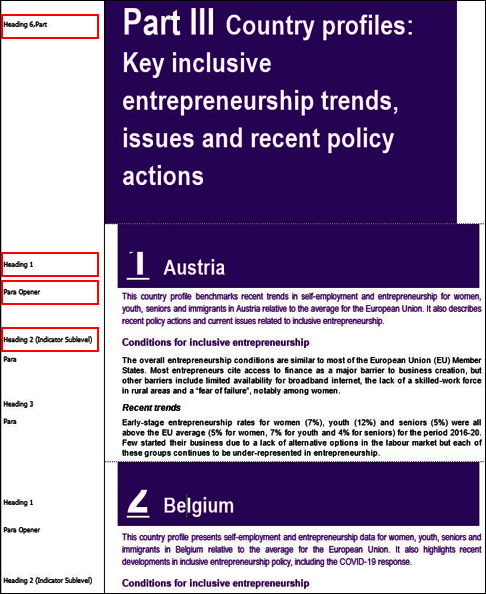 Heading 6,Part
Part III Country profiles:
Key inclusive
entrepreneurship trends,
issues and recent policy
actions
Heading 1
1 Austria
Para Opener
This country profile benchmarks recent trends in self-employment and entrepreneurship for women,
youth, seniors and immigrants in Austria relative to the average for the European Union. It also describes
recent policy actions and current issues related to inclusive entrepreneurship.
Heading 2 (Indicator Sublevel)
Conditions for inclusive entrepreneurship
Para
The overall entrepreneurship conditions are similar to most of the European Union (EU) Member
States. Most entrepreneurs cite access to finance as a major barrier to business creation, but
other barriers include limited availability for broadband internet, the lack of a skilled-work force
in rural areas and a “fear of failure”, notably among women.
Heading 3
Recent trends
Para
Early-stage entrepreneurship rates for women (7%), youth (12%) and seniors (5%) were all
above the EU average (5% for women, 7% for youth and 4% for seniors) for the period 2016-20.
Few started their business due to a lack of alternative options in the labour market but each of
these groups continues to be under-represented in entrepreneurship.
Heading 1
2 Belgium
Para Opener
This country profile presents self-employment and entrepreneurship data for women, youth, seniors and
immigrants in Belgium relative to the average for the European Union. It also highlights recent
developments in inclusive entrepreneurship policy, including the COVID-19 response.
Heading 2 (Indicator Sublevel)
Conditions for inclusive entrepreneurship